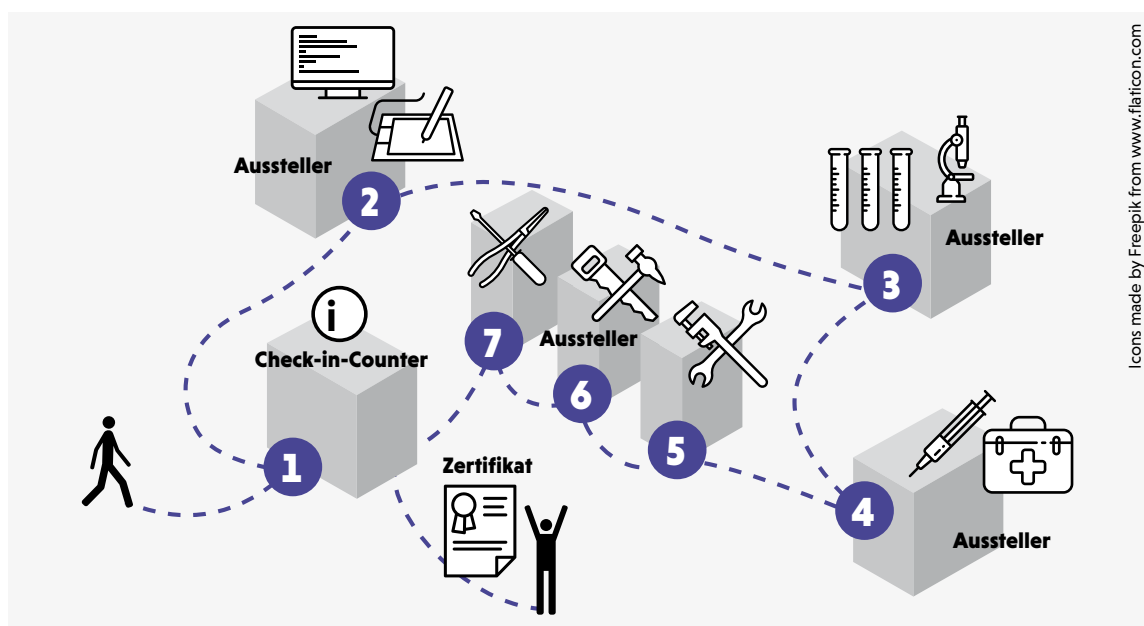 Aussteller
2
3
Aussteller
i
Check-in-Counter
7
Aussteller
6
5
1
Zertifikat
4
Aussteller
Icons made by Freepik from www.flaticon.com